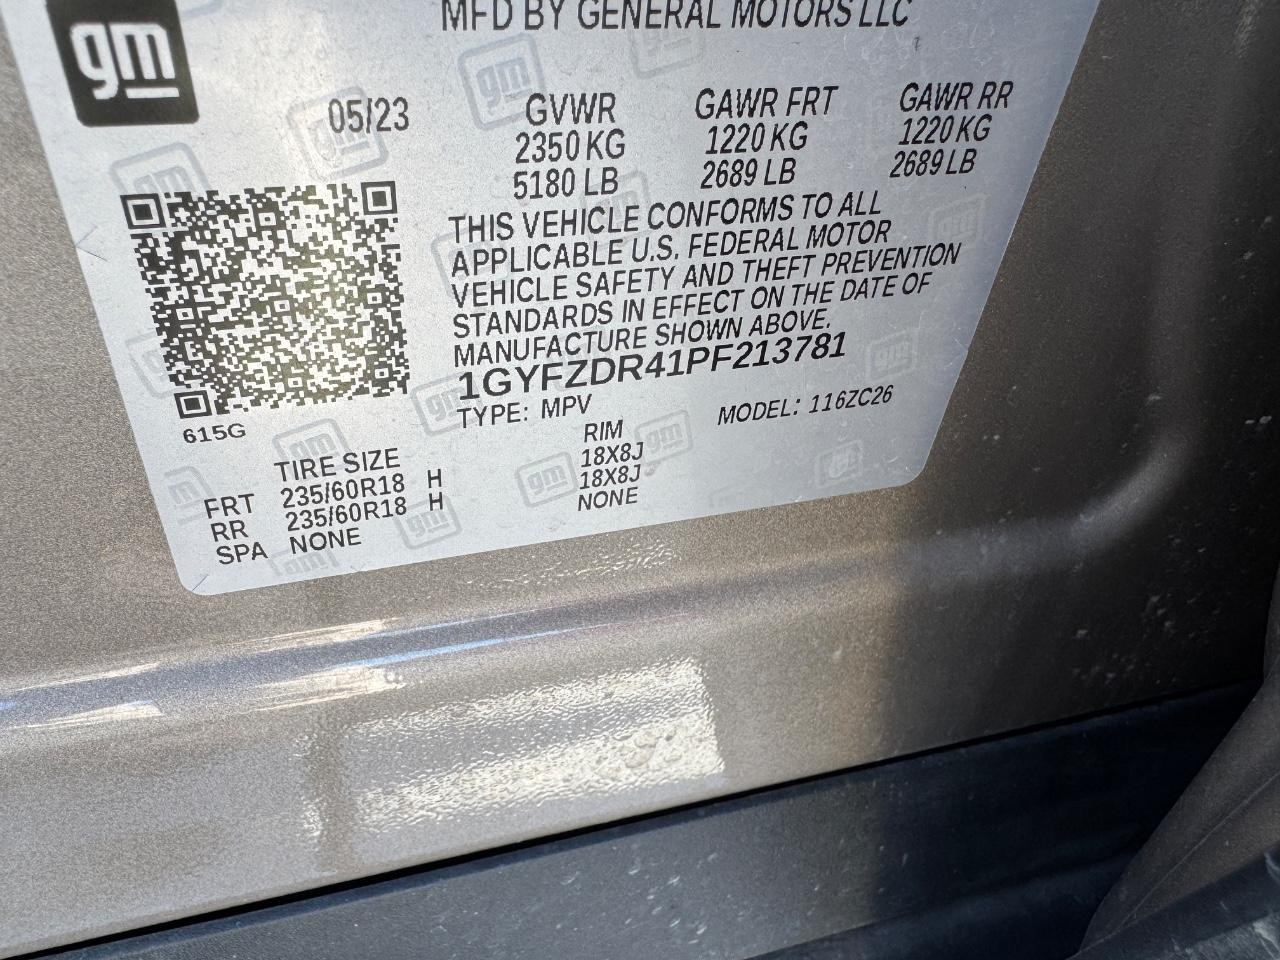 MFD BY GENERAL MOTORS LLC
gm
05/23 GVWR GAWR FRT GAWR RR
2350 KG 1220 KG 1220 KG
5180 LB 2689 LB 2689 LB
THIS VEHICLE CONFORMS TO ALL
APPLICABLE U.S. FEDERAL MOTOR
VEHICLE SAFETY AND THEFT PREVENTION
STANDARDS IN EFFECT ON THE DATE OF
MANUFACTURE SHOWN ABOVE.
1GYFZDR41PF213781
TYPE: MPV MODEL: 116ZC26
615G
TIRE SIZE RIM
FRT 235/60R18 H 18X8J
RR 235/60R18 H 18X8J
SPA NONE NONE